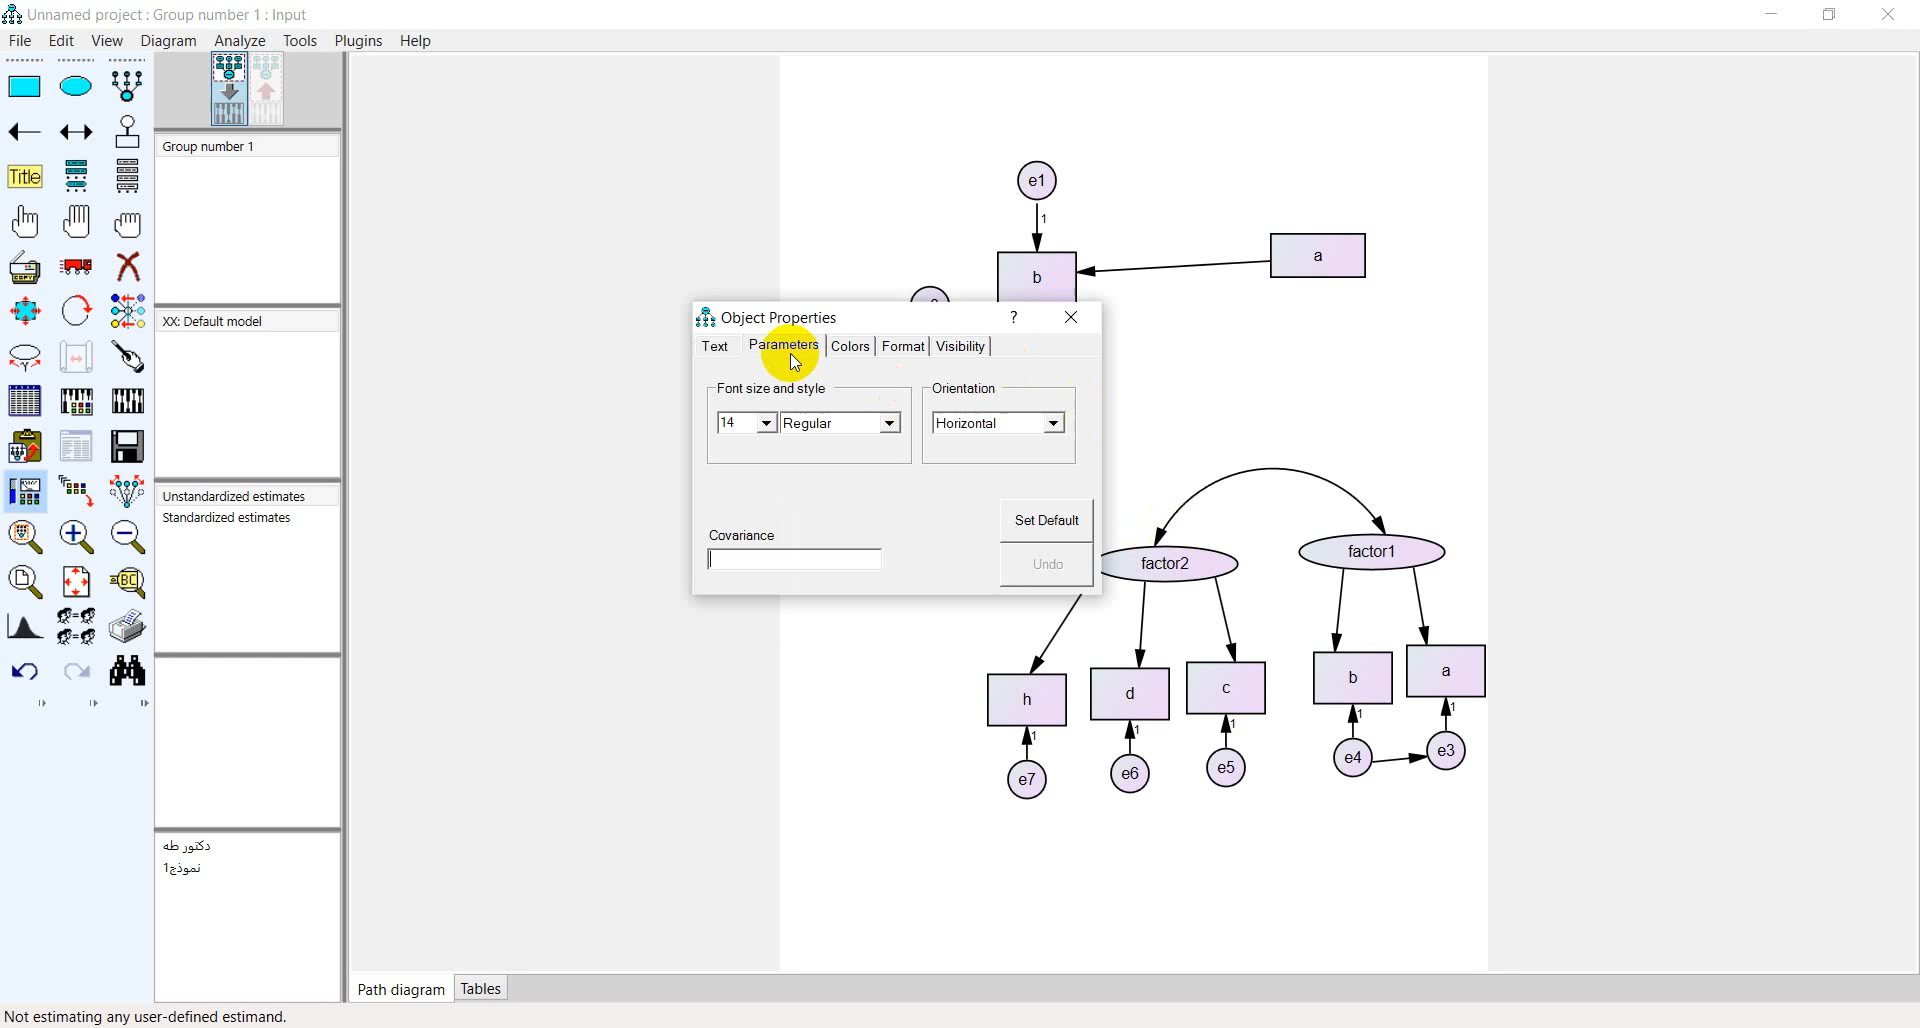 Unnamed project : Group number 1 : Input
File Edit View Diagram Analyze Tools Plugins Help
Title
COPY
γ
ABC
Group number 1
XX: Default model
Unstandardized estimates
Standardized estimates
دكتور طه
نموذج1
e1
1
b
a
Object Properties
?
Text Parameters Colors Format Visibility
Font size and style
14 Regular
Orientation
Horizontal
Covariance
Set Default
Undo
factor2 factor1
h d c b a
1 1 1 1 1
e7 e6 e5 e4 e3
Path diagram Tables
Not estimating any user-defined estimand.